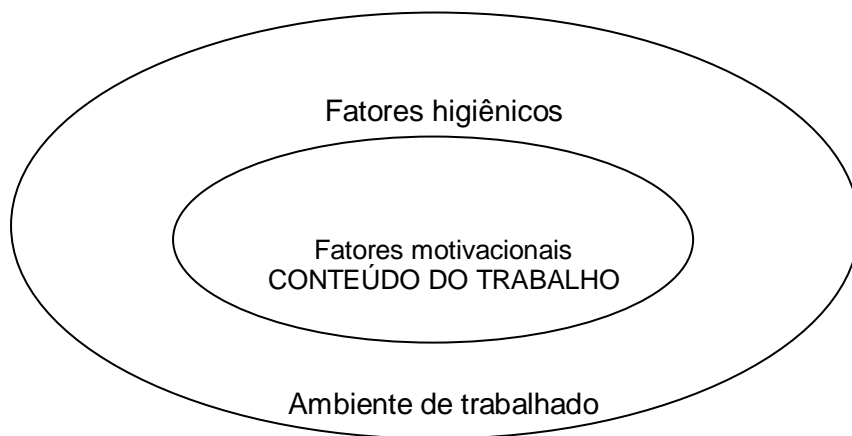 Fatores higiênicos
Fatores motivacionais
CONTEÚDO DO TRABALHO
Ambiente de trabalhado